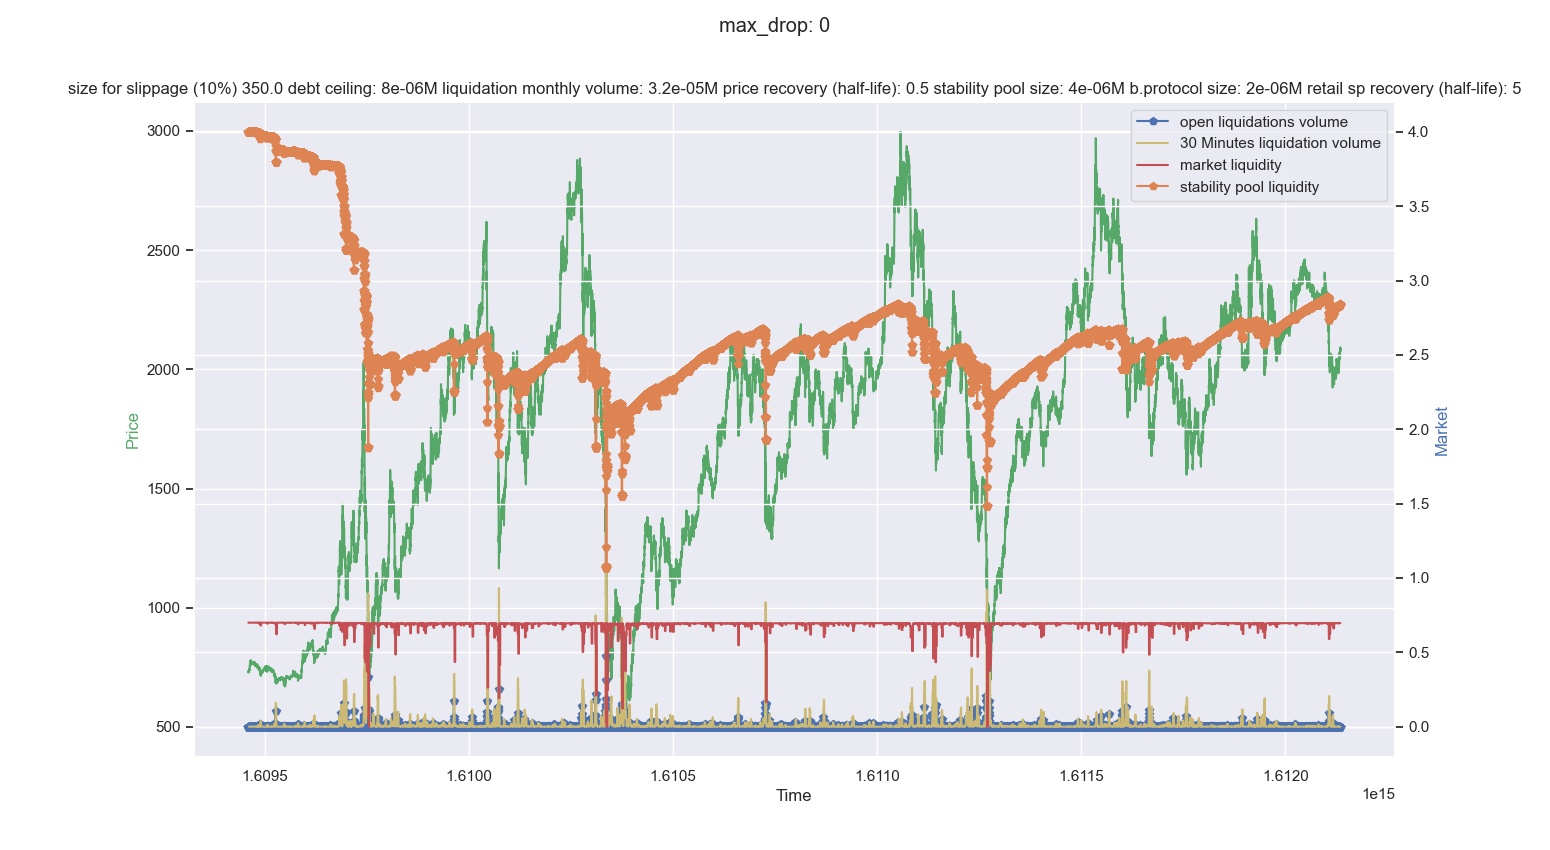 max_drop: 0
size for slippage (10%) 350.0 debt ceiling: 8e-06M liquidation monthly volume: 3.2e-05M price recovery (half-life): 0.5 stability pool size: 4e-06M b.protocol size: 2e-06M retail sp recovery (half-life): 5
open liquidations volume
30 Minutes liquidation volume
market liquidity
stability pool liquidity
3000
2500
2000
1500
1000
500
Price
4.0
3.5
3.0
2.5
2.0
1.5
1.0
0.5
0.0
Market
1.6095
1.6100
1.6105
1.6110
1.6115
1.6120
1e15
Time